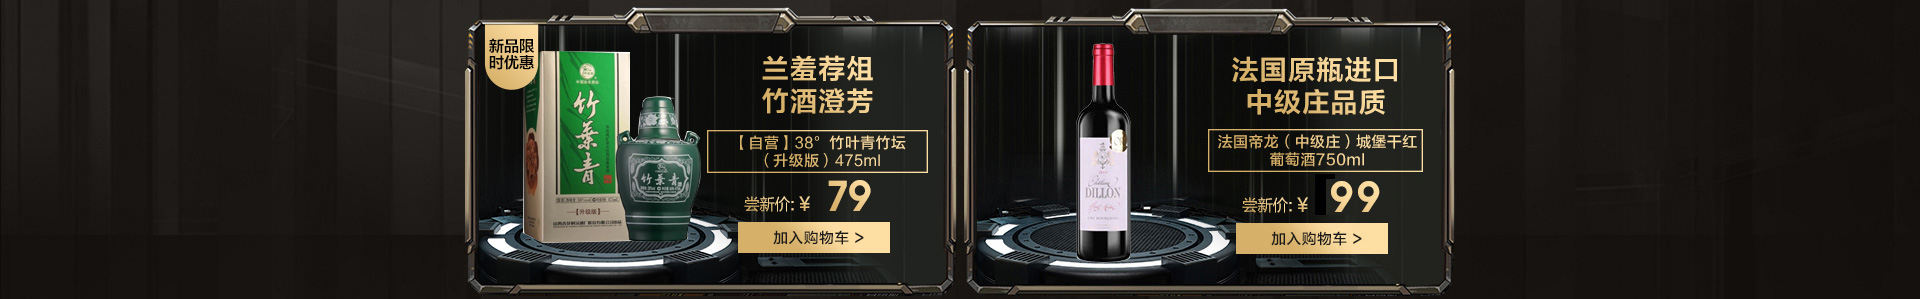 新品限
时优惠
竹葉青
【升级版】
竹葉青
兰羞荐俎
竹酒澄芳
【自营】38°竹叶青竹坛
（升级版）475ml
尝新价:￥ 79
加入购物车 >
DILLON
法国原瓶进口
中级庄品质
法国帝龙（中级庄）城堡干红
葡萄酒750ml
尝新价:￥ 99
加入购物车 >